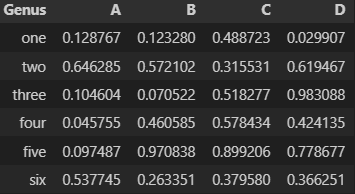 Genus A B C D
one 0.128767 0.123280 0.488723 0.029907
two 0.646285 0.572102 0.315531 0.619467
three 0.104604 0.070522 0.518277 0.983088
four 0.045755 0.460585 0.578434 0.424135
five 0.097487 0.970838 0.899206 0.778677
six 0.537745 0.263351 0.379580 0.366251